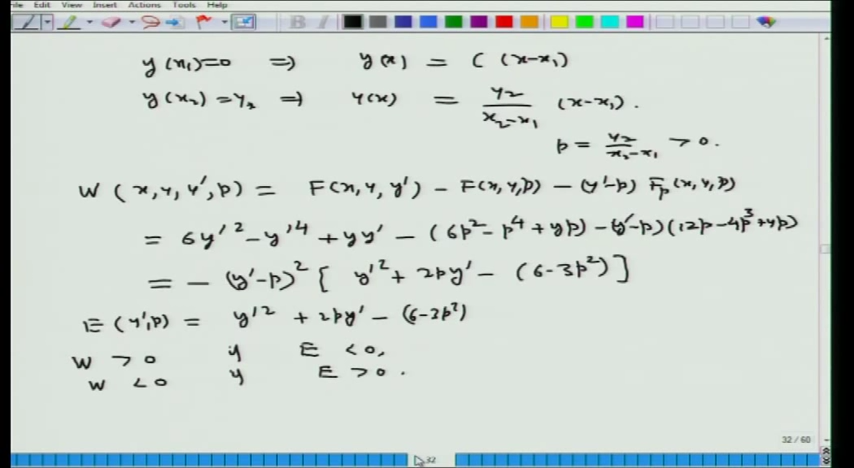 File Edit View Insert Actions Tools Help
y(x₁)=0 ⇒ y(x) = C (x-x₁)
y(x₂)=y₂ ⇒ y(x) = y₂/(x₂-x₁) (x-x₁).
p = y₂/(x₂-x₁) > 0.
W(x,y,y',p) = F(x,y,y') - F(x,y,p) - (y'-p) Fₚ(x,y,p)
= 6y'² - y'⁴ + yy' - (6p² - p⁴ + yp) - (y'-p)(12p - 4p³ + yp)
= - (y'-p)² [ y'² + 2py' - (6-3p²) ]
E(y',p) = y'² + 2py' - (6-3p²)
W > 0 if E < 0,
W < 0 if E > 0.
32 / 60
32